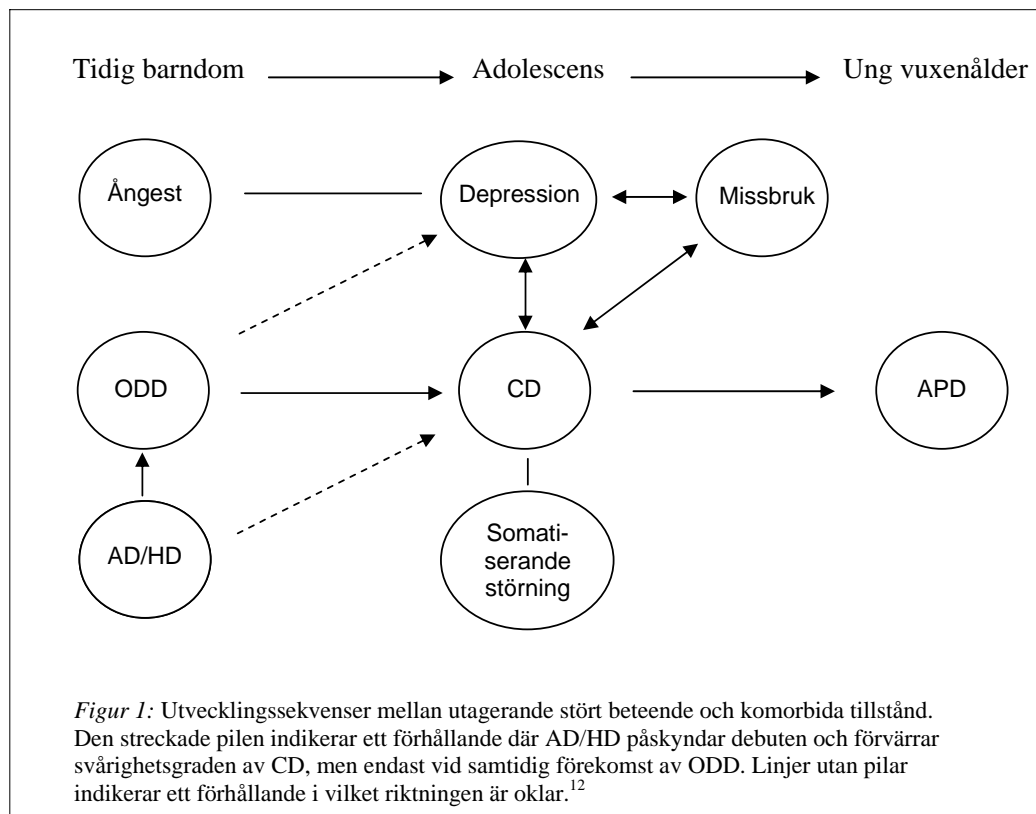 Tidig barndom Adolescens Ung vuxenålder
Ångest Depression Missbruk
ODD CD APD
AD/HD
Somati-
serande
störning
Figur 1: Utvecklingssekvenser mellan utagerande stört beteende och komorbida tillstånd.
Den streckade pilen indikerar ett förhållande där AD/HD påskyndar debuten och förvärrar
svårighetsgraden av CD, men endast vid samtidig förekomst av ODD. Linjer utan pilar
indikerar ett förhållande i vilket riktningen är oklar.12